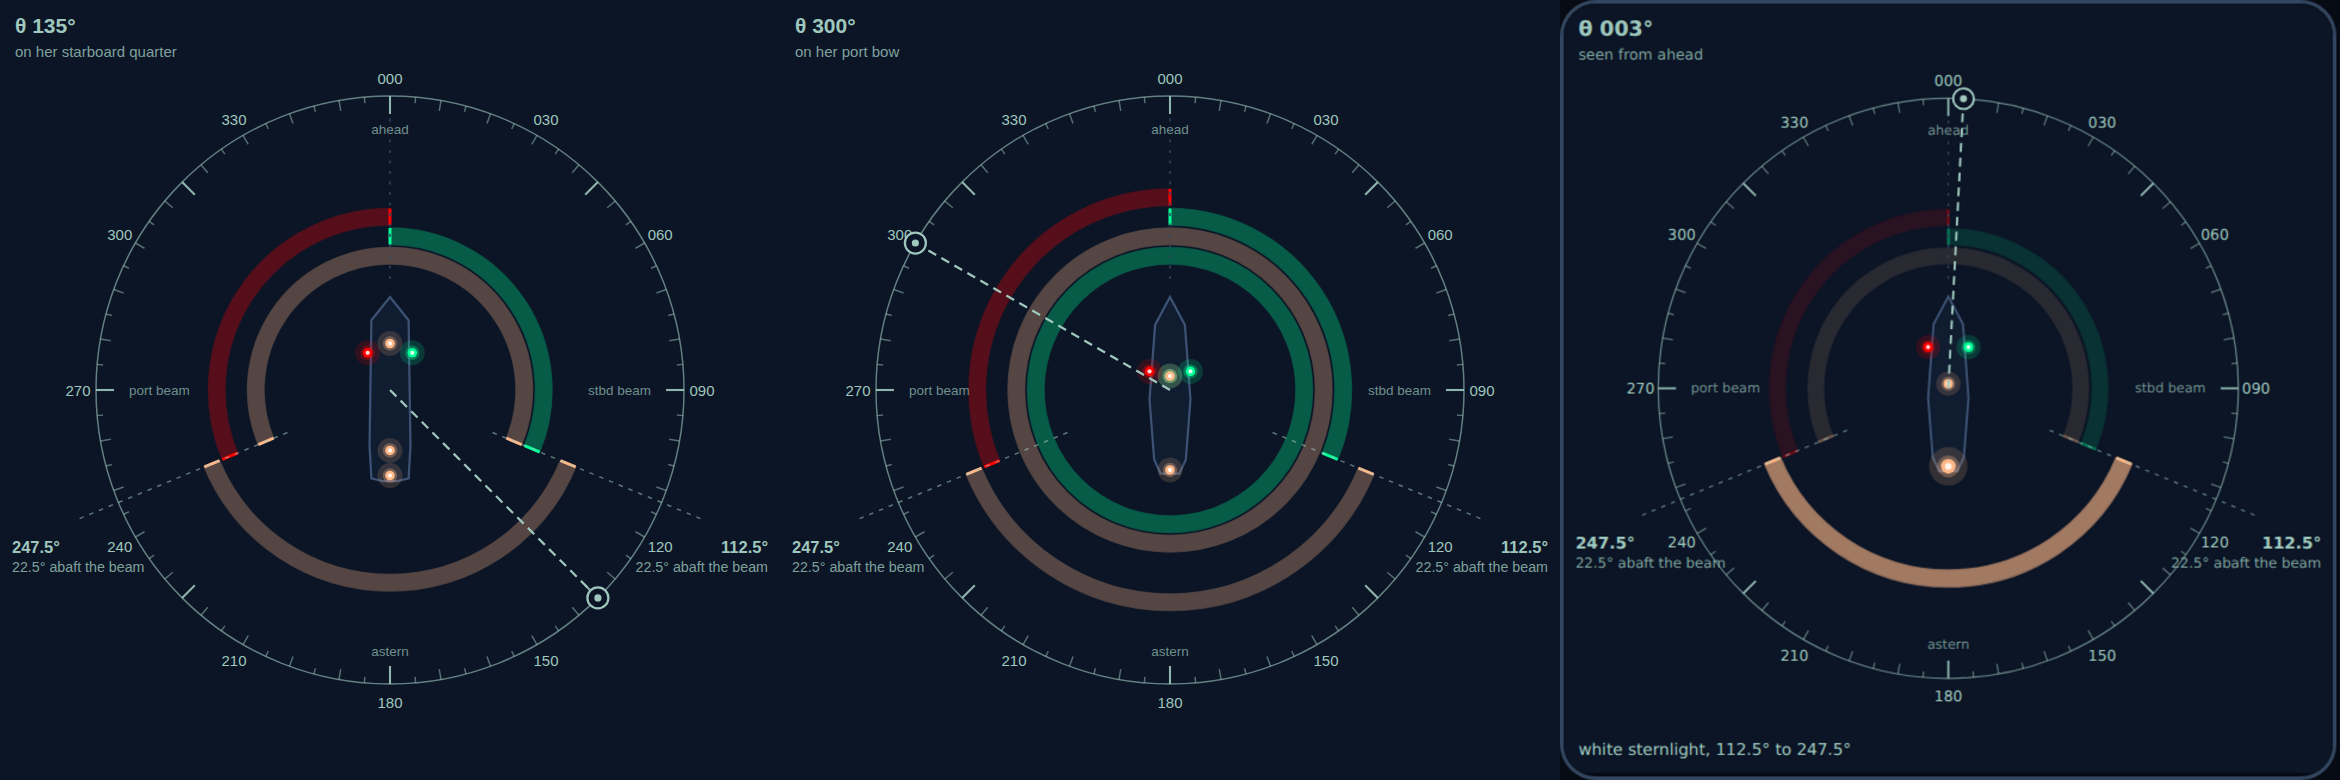 θ 135°
on her starboard quarter
000
330
030
ahead
300
060
270
port beam
stbd beam
090
247.5°
240
120
112.5°
22.5° abaft the beam
22.5° abaft the beam
astern
210
150
180
θ 300°
on her port bow
000
330
030
ahead
300
060
270
port beam
stbd beam
090
247.5°
240
120
112.5°
22.5° abaft the beam
22.5° abaft the beam
astern
210
150
180
θ 003°
seen from ahead
000
330
030
ahead
300
060
270
port beam
stbd beam
090
247.5°
240
120
112.5°
22.5° abaft the beam
22.5° abaft the beam
astern
210
150
180
white sternlight, 112.5° to 247.5°